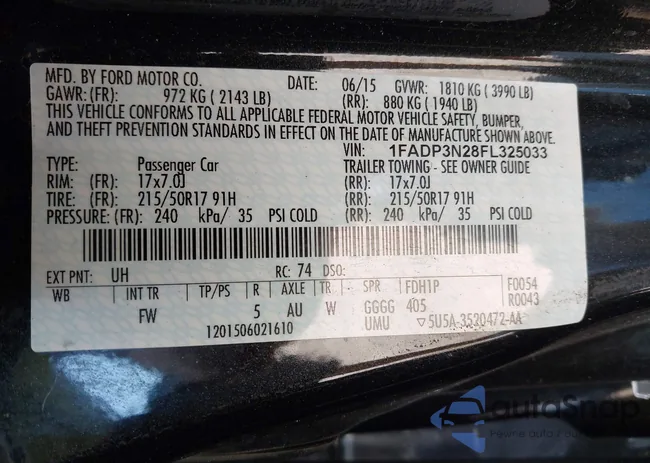 MFD. BY FORD MOTOR CO. DATE: 06/15 GVWR: 1810 KG ( 3990 LB)
GAWR: (FR): 972 KG ( 2143 LB) (RR): 880 KG ( 1940 LB)
THIS VEHICLE CONFORMS TO ALL APPLICABLE FEDERAL MOTOR VEHICLE SAFETY, BUMPER,
AND THEFT PREVENTION STANDARDS IN EFFECT ON THE DATE OF MANUFACTURE SHOWN ABOVE.
VIN: 1FADP3N28FL325033
TYPE: Passenger Car TRAILER TOWING - SEE OWNER GUIDE
RIM: (FR): 17x7.0J (RR): 17x7.0J
TIRE: (FR): 215/50R17 91H (RR): 215/50R17 91H
PRESSURE: (FR): 240 kPa/ 35 PSI COLD (RR): 240 kPa/ 35 PSI COLD
EXT PNT: UH RC: 74 DSO:
WB INT TR TP/PS R AXLE TR - SPR FDH1P F0054
FW 5 AU W GGGG 405 R0043
1201506021610 UMU ▽5U5A-3520472-AA
autoSnap
Pewne auta z